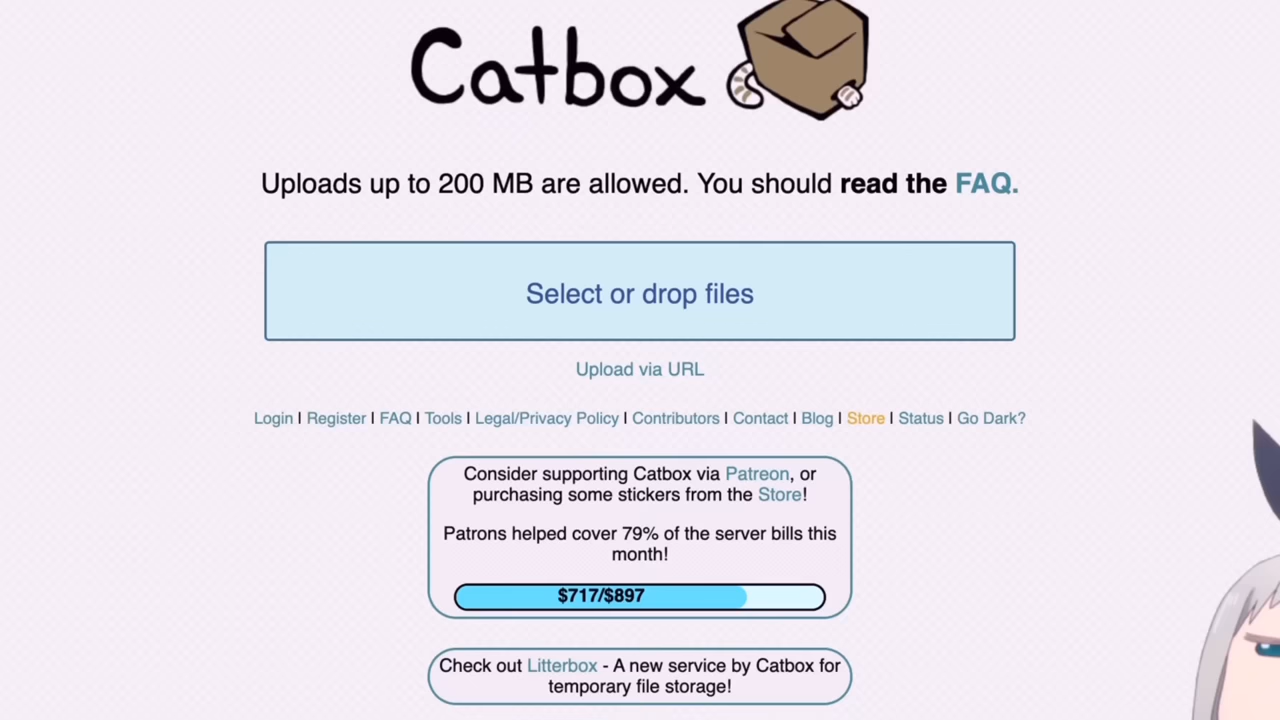 Catbox
Uploads up to 200 MB are allowed. You should read the FAQ.
Select or drop files
Upload via URL
Login | Register | FAQ | Tools | Legal/Privacy Policy | Contributors | Contact | Blog | Store | Status | Go Dark?
Consider supporting Catbox via Patreon, or
purchasing some stickers from the Store!
Patrons helped cover 79% of the server bills this
month!
$717/$897
Check out Litterbox - A new service by Catbox for
temporary file storage!